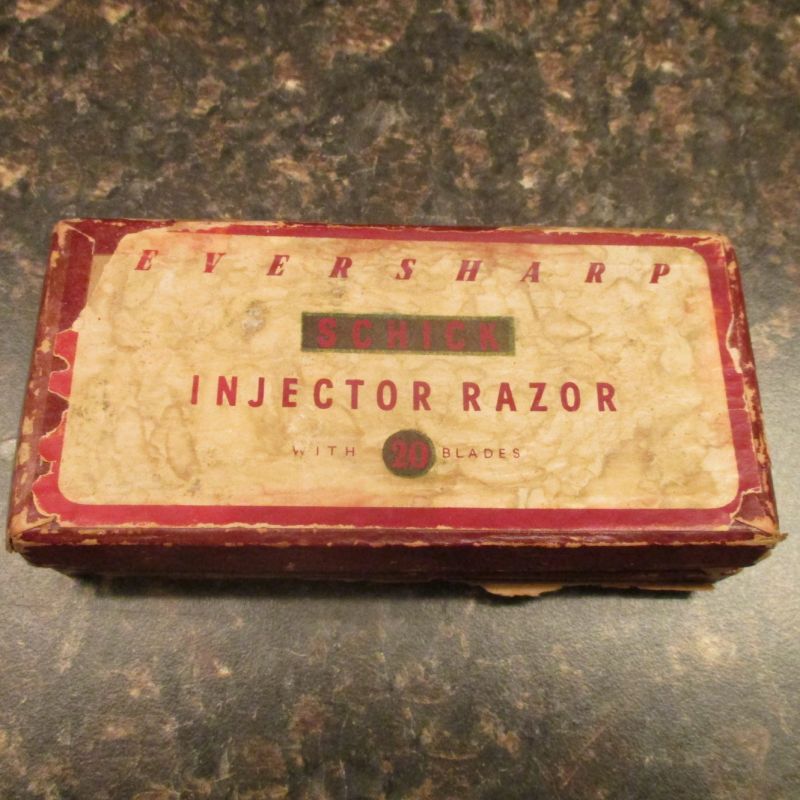 EVERSHARP
SCHICK
INJECTOR RAZOR
WITH 20 BLADES